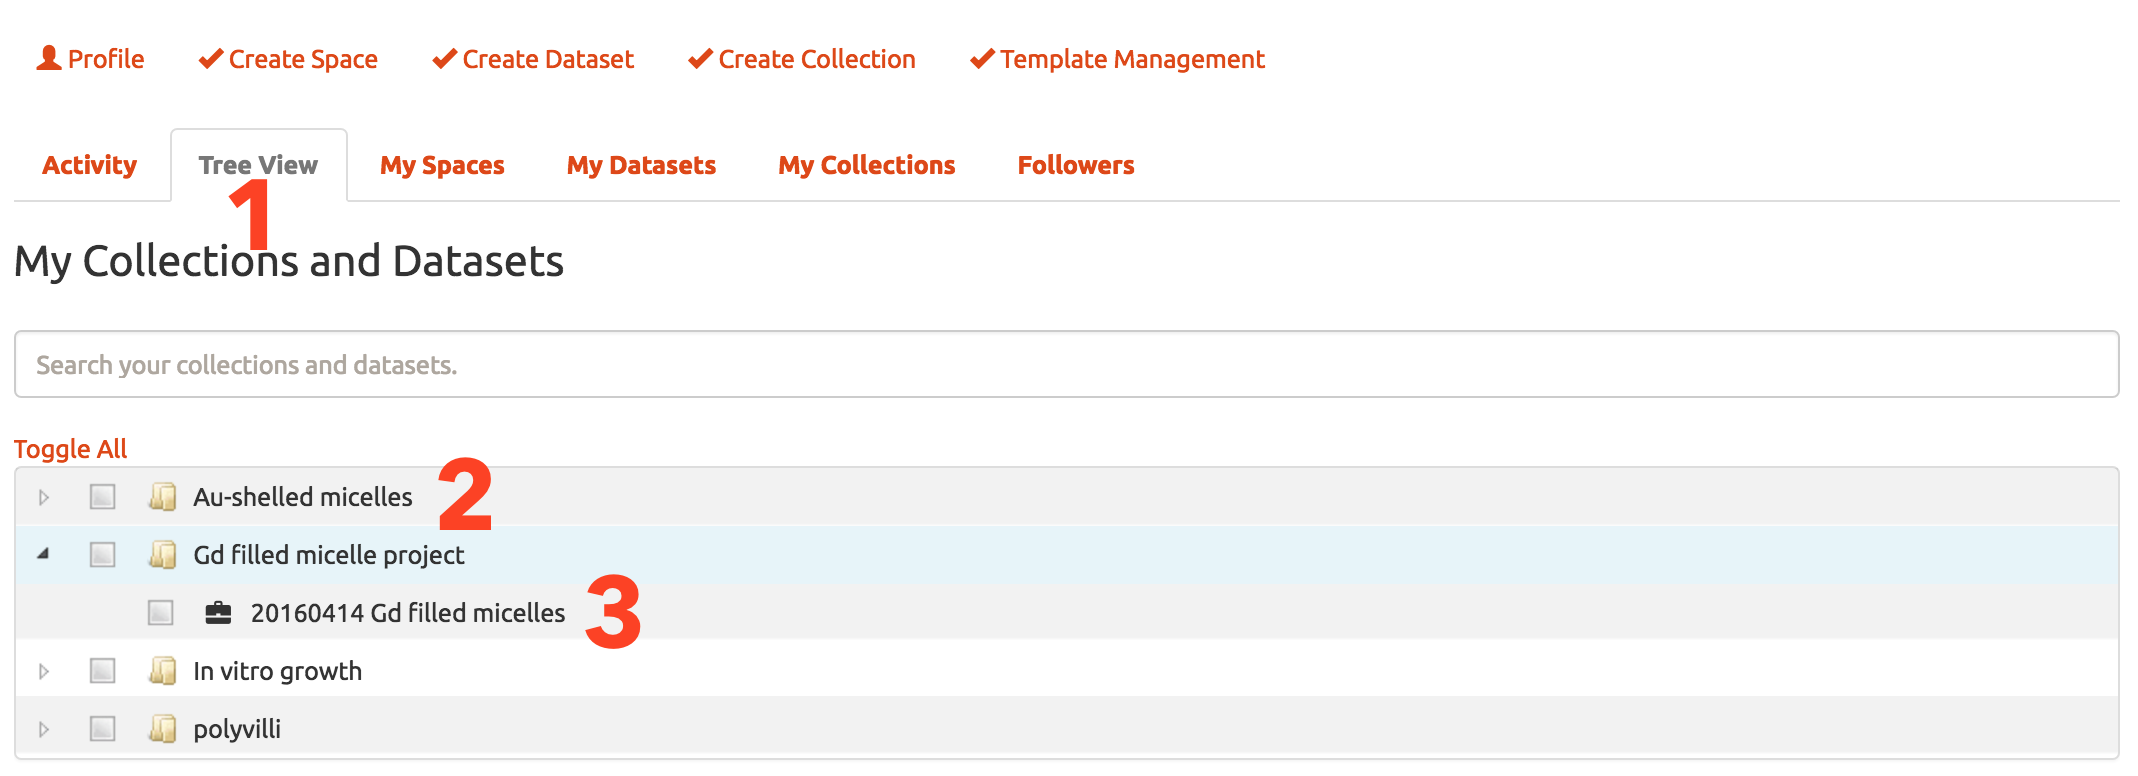 Profile Create Space Create Dataset Create Collection Template Management
Activity Tree View My Spaces My Datasets My Collections Followers
1
My Collections and Datasets
Search your collections and datasets.
Toggle All
Au-shelled micelles 2
Gd filled micelle project
20160414 Gd filled micelles 3
In vitro growth
polyvilli